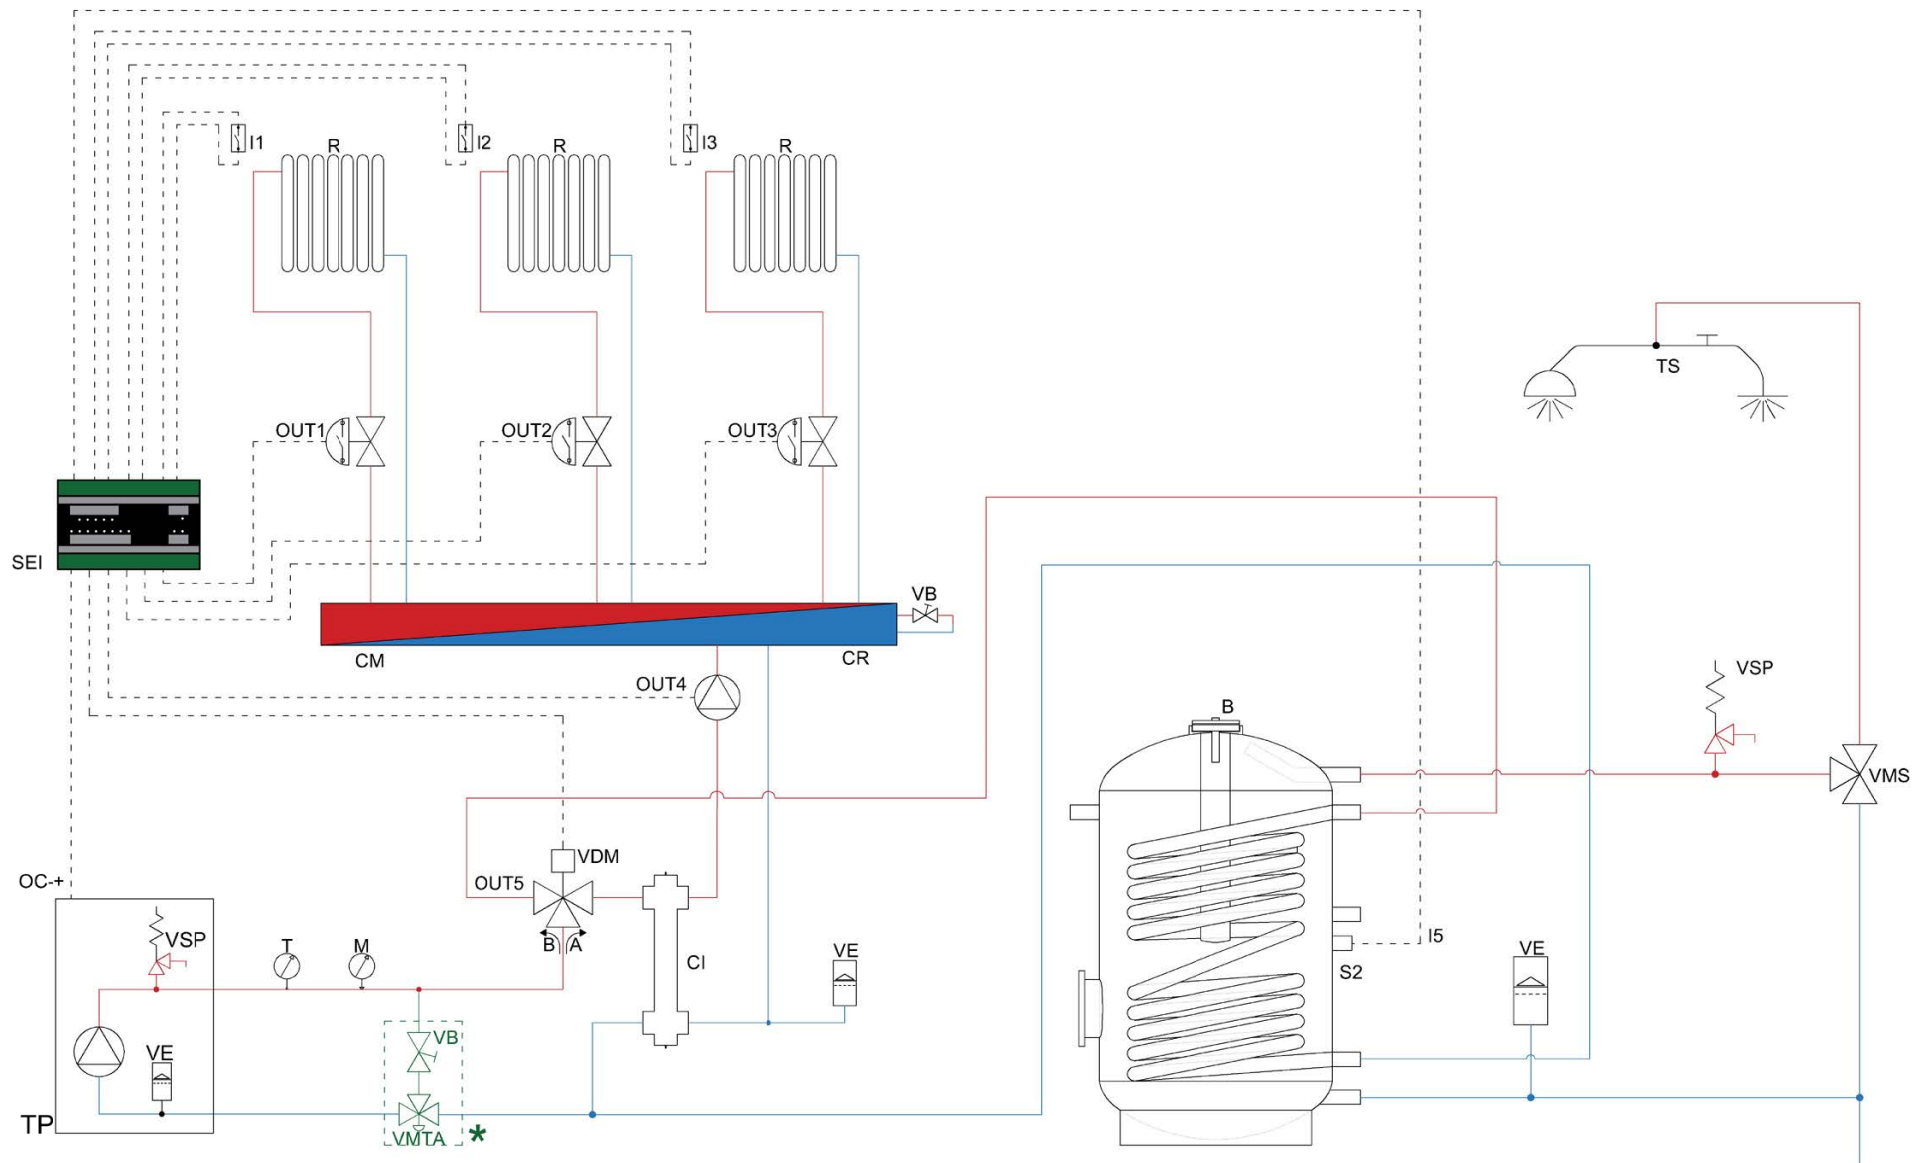 I1
I2
I3
R
R
R
TS
OUT1
OUT2
OUT3
SEI
VB
CM
CR
OUT4
VSP
B
VMS
VDM
OUT5
OC-+
B
A
VSP
T
M
CI
VE
I5
S2
VE
VB
VE
TP
VMTA
*